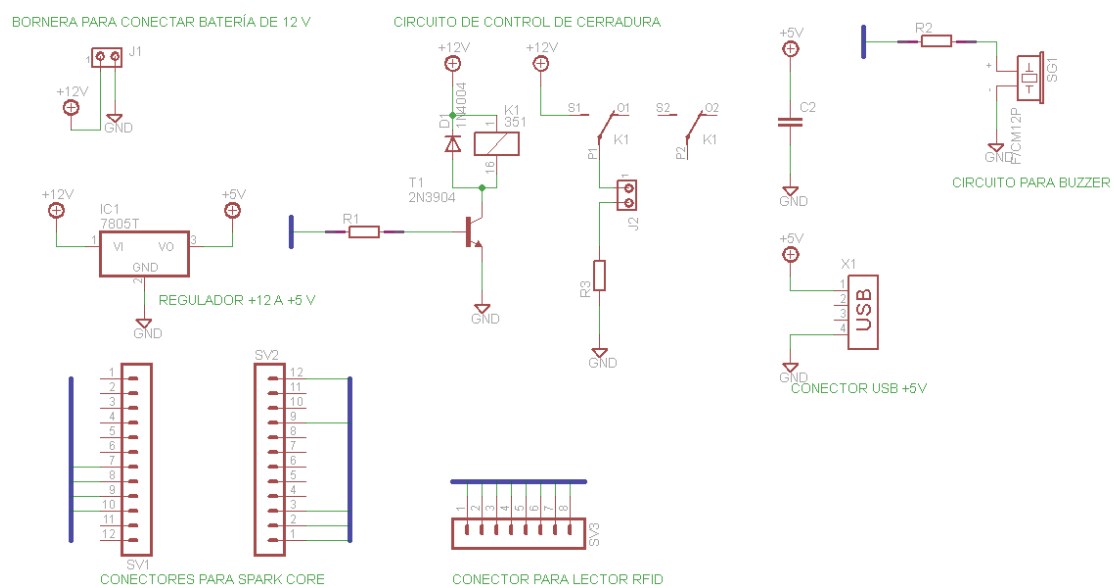 BORNERA PARA CONECTAR BATERÍA DE 12 V
J1
1
+12V
GND
CIRCUITO DE CONTROL DE CERRADURA
+12V
+12V
D1
1N4004
K1
351
1
16
S1
O1
P1
K1
S2
O2
P2
K1
T1
2N3904
R1
GND
1
2
J2
R3
GND
+5V
C2
GND
R2
+
-
SG1
F/CM12P
GND
CIRCUITO PARA BUZZER
+12V
+5V
IC1
7805T
1
VI
VO
3
GND
2
GND
REGULADOR +12 A +5 V
+5V
X1
1
2
3
4
USB
GND
CONECTOR USB +5V
1
2
3
4
5
6
7
8
9
10
11
12
SV1
SV2
12
11
10
9
8
7
6
5
4
3
2
1
CONECTORES PARA SPARK CORE
1
2
3
4
5
6
7
8
SV3
CONECTOR PARA LECTOR RFID